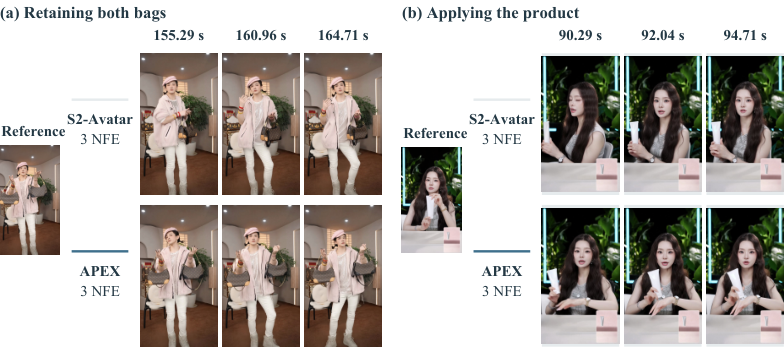 (a) Retaining both bags
155.29 s 160.96 s 164.71 s
Reference
S2-Avatar
3 NFE
APEX
3 NFE
(b) Applying the product
90.29 s 92.04 s 94.71 s
Reference
S2-Avatar
3 NFE
APEX
3 NFE